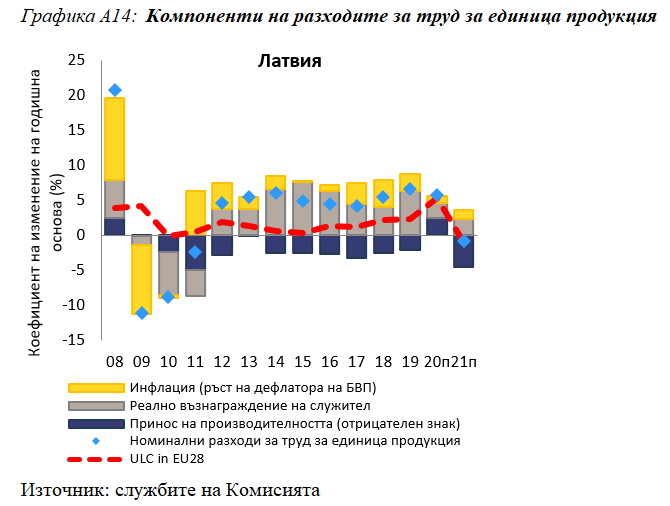 Графика A14: Компоненти на разходите за труд за единица продукция
Латвия
Коефициент на изменение на годишна
основа (%)
25
20
15
10
5
0
-5
-10
-15
08 09 10 11 12 13 14 15 16 17 18 19 20п 21п
Инфлация (ръст на дефлатора на БВП)
Реално възнаграждение на служител
Принос на производителността (отрицателен знак)
Номинални разходи за труд за единица продукция
ULC in EU28
Източник: службите на Комисията